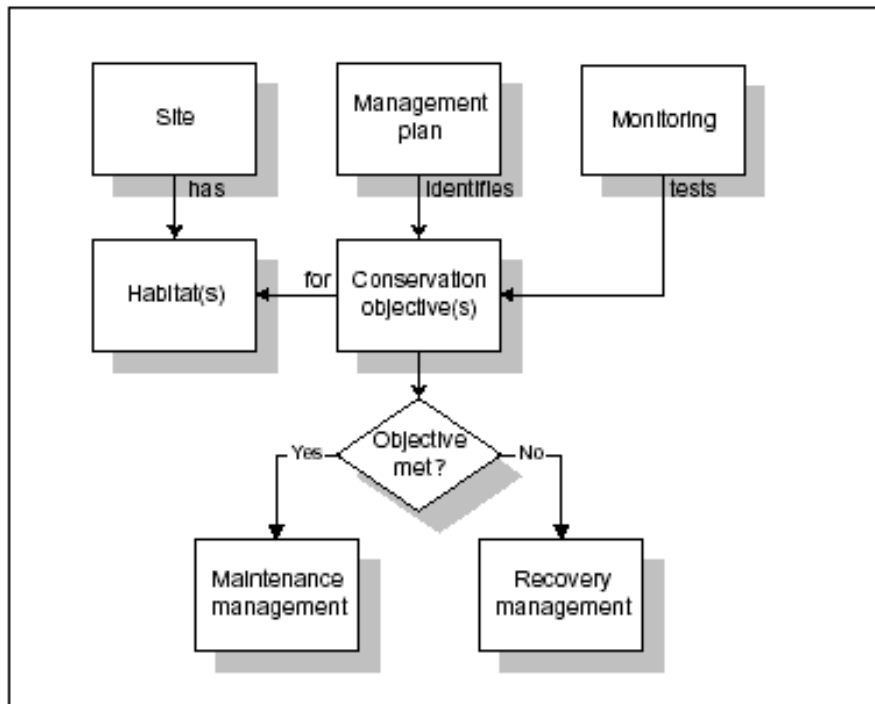 Site
Management
plan
Monitoring
has
identifies
tests
Habitat(s)
for
Conservation
objective(s)
Yes
Objective
met?
No
Maintenance
management
Recovery
management